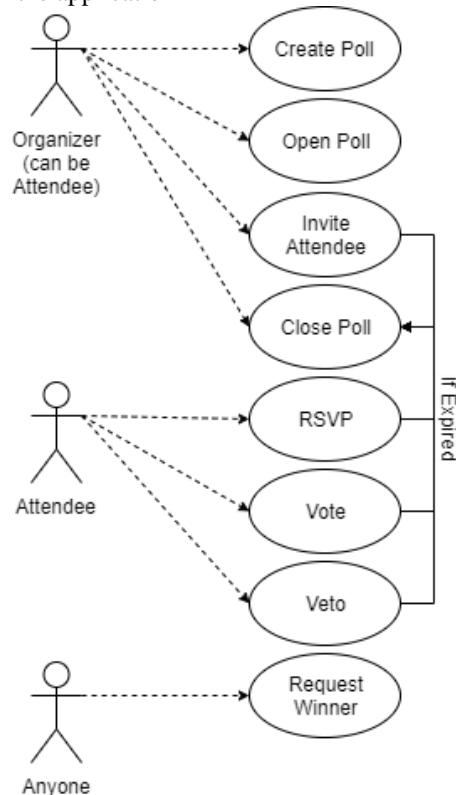 Create Poll
Organizer
(can be
Attendee)
Open Poll
Invite
Attendee
Close Poll
If Expired
RSVP
Attendee
Vote
Veto
Request
Winner
Anyone